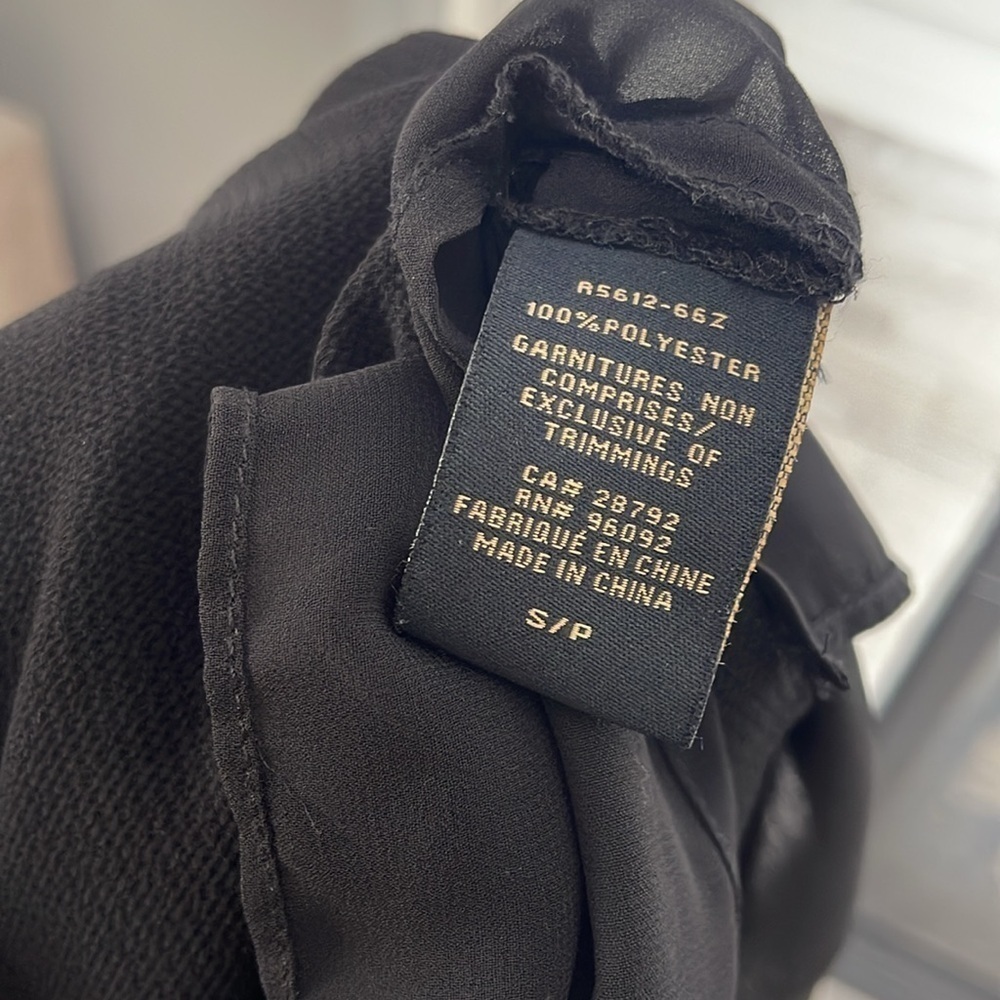 A5612-66Z
100%POLYESTER
GARNITURES NON
COMPRISES/
EXCLUSIVE OF
TRIMMINGS
CA# 28792
RN# 96092
FABRIQUÉ EN CHINE
MADE IN CHINA
S/P